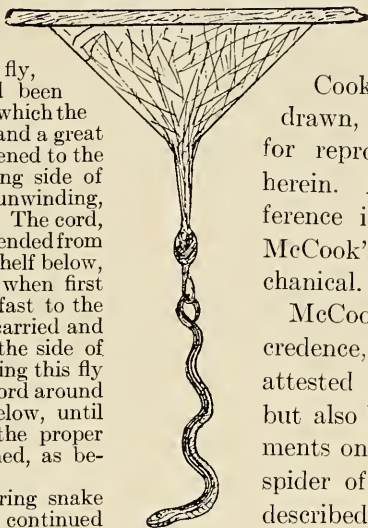 fly,
been
which the
and a great
ened to the
ng side of
unwinding,
The cord,
ended from
helf below,
when first
fast to the
carried and
the side of
ing this fly
ord around
elow, until
the proper
ned, as be-
ring snake
continued
Cook
drawn,
for repro
herein.
ference i
McCook'
chanical.
McCoo
credence,
attested
but also
ments on
spider of
described